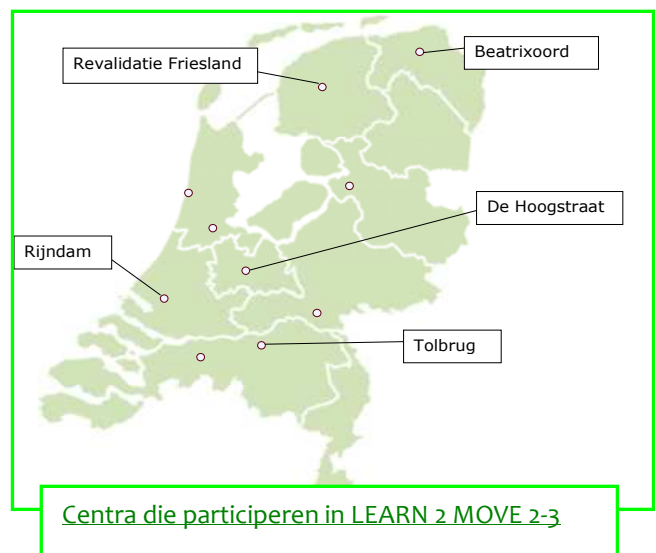 Beatrixoord
Revalidatie Friesland
De Hoogstraat
Rijndam
Tolbrug
Centra die participeren in LEARN 2 MOVE 2-3